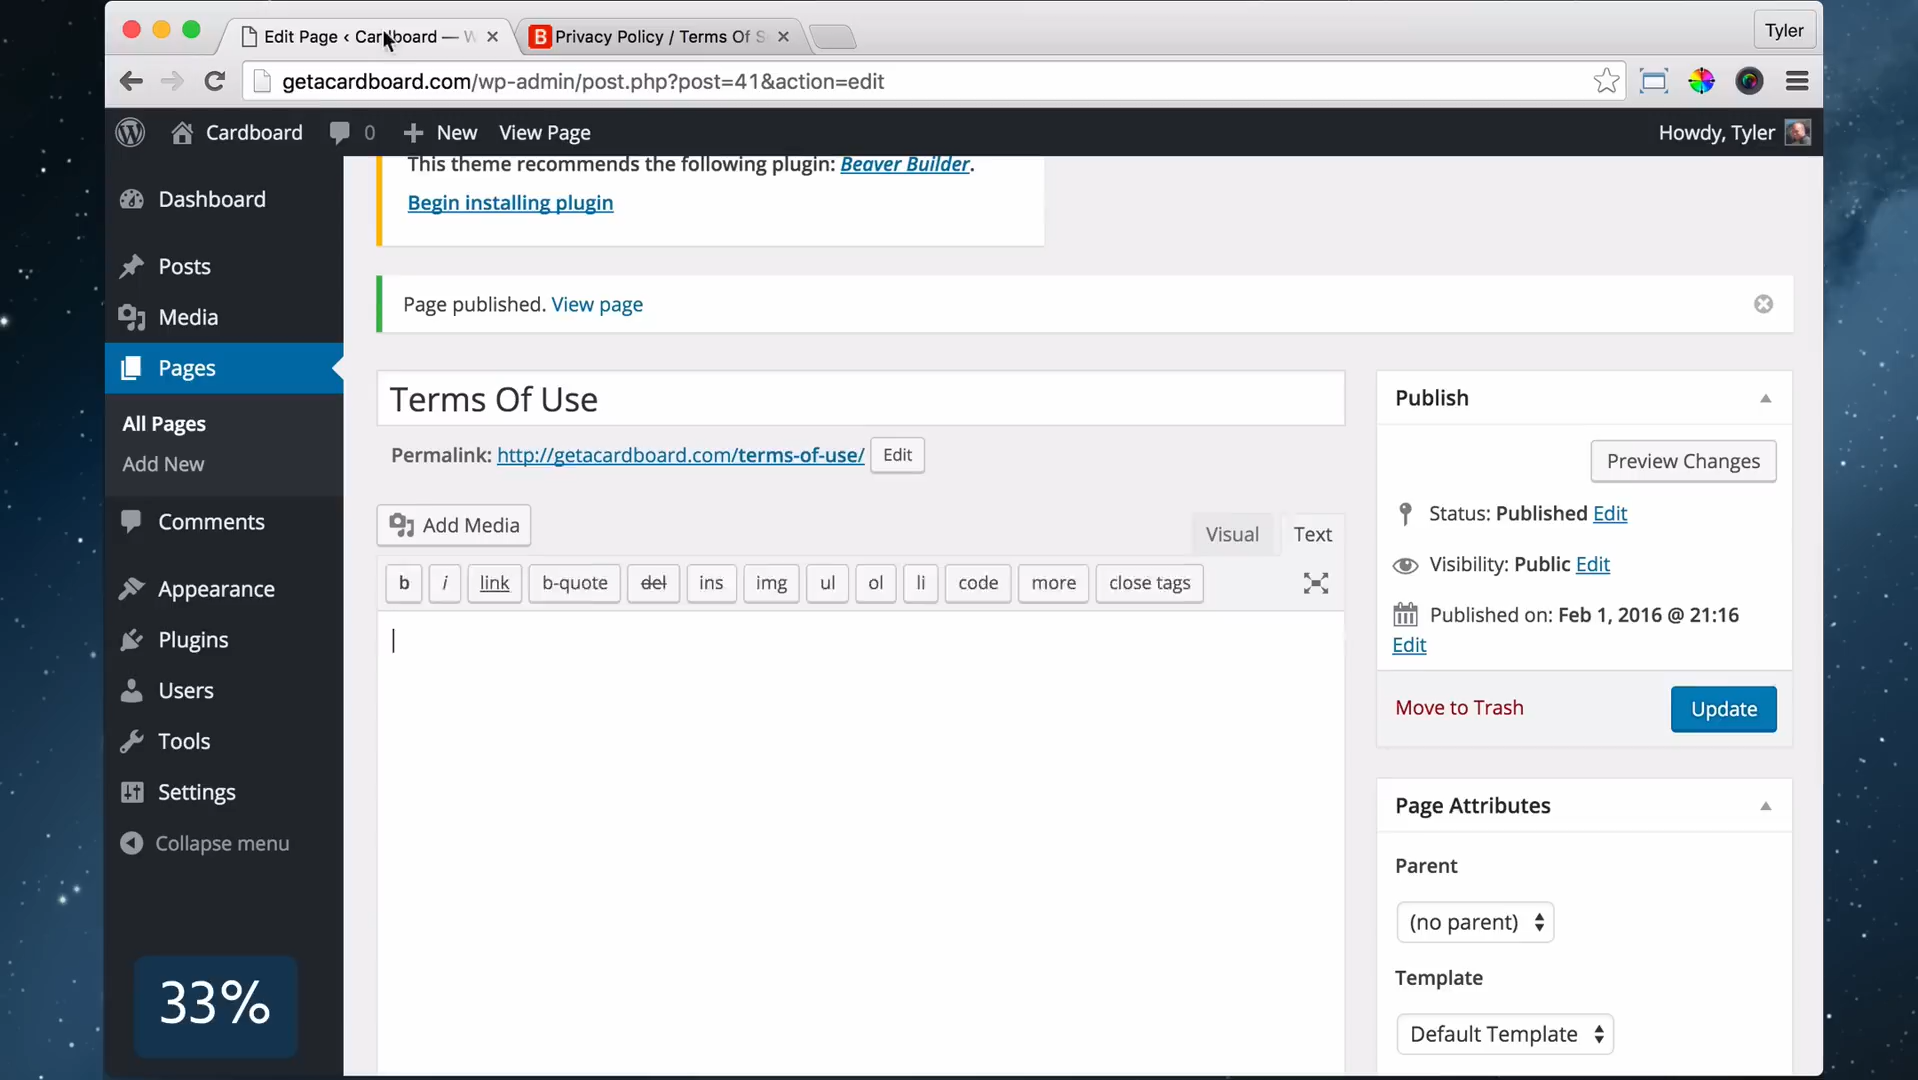 Edit Page ‹ Cardboard — W
Privacy Policy / Terms Of S
Tyler
getacardboard.com/wp-admin/post.php?post=41&action=edit
Cardboard
0
New
View Page
Howdy, Tyler
This theme recommends the following plugin: Beaver Builder.
Begin installing plugin
Dashboard
Posts
Media
Pages
All Pages
Add New
Comments
Appearance
Plugins
Users
Tools
Settings
Collapse menu
33%
Page published. View page
Terms Of Use
Permalink: http://getacardboard.com/terms-of-use/ Edit
Add Media
Visual
Text
b
i
link
b-quote
del
ins
img
ul
ol
li
code
more
close tags
Publish
Preview Changes
Status: Published Edit
Visibility: Public Edit
Published on: Feb 1, 2016 @ 21:16
Edit
Move to Trash
Update
Page Attributes
Parent
(no parent)
Template
Default Template